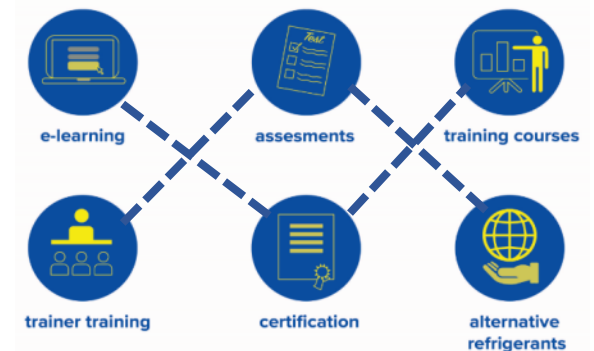 Test
e-learning
assesments
training courses
trainer training
certification
alternative
refrigerants